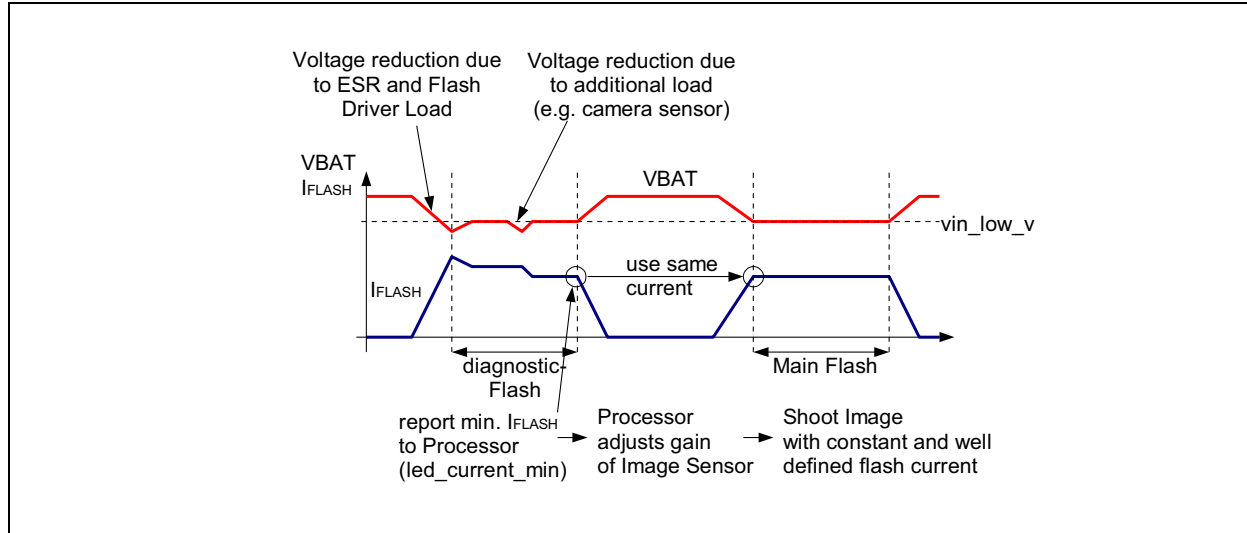 Voltage reduction due
to ESR and Flash
Driver Load
Voltage reduction due
to additional load
(e.g. camera sensor)
VBAT
IFLASH
VBAT
vin_low_v
IFLASH
use same
current
diagnostic-
Flash
Main Flash
report min. IFLASH
to Processor
(led_current_min)
Processor
adjusts gain
of Image Sensor
Shoot Image
with constant and well
defined flash current